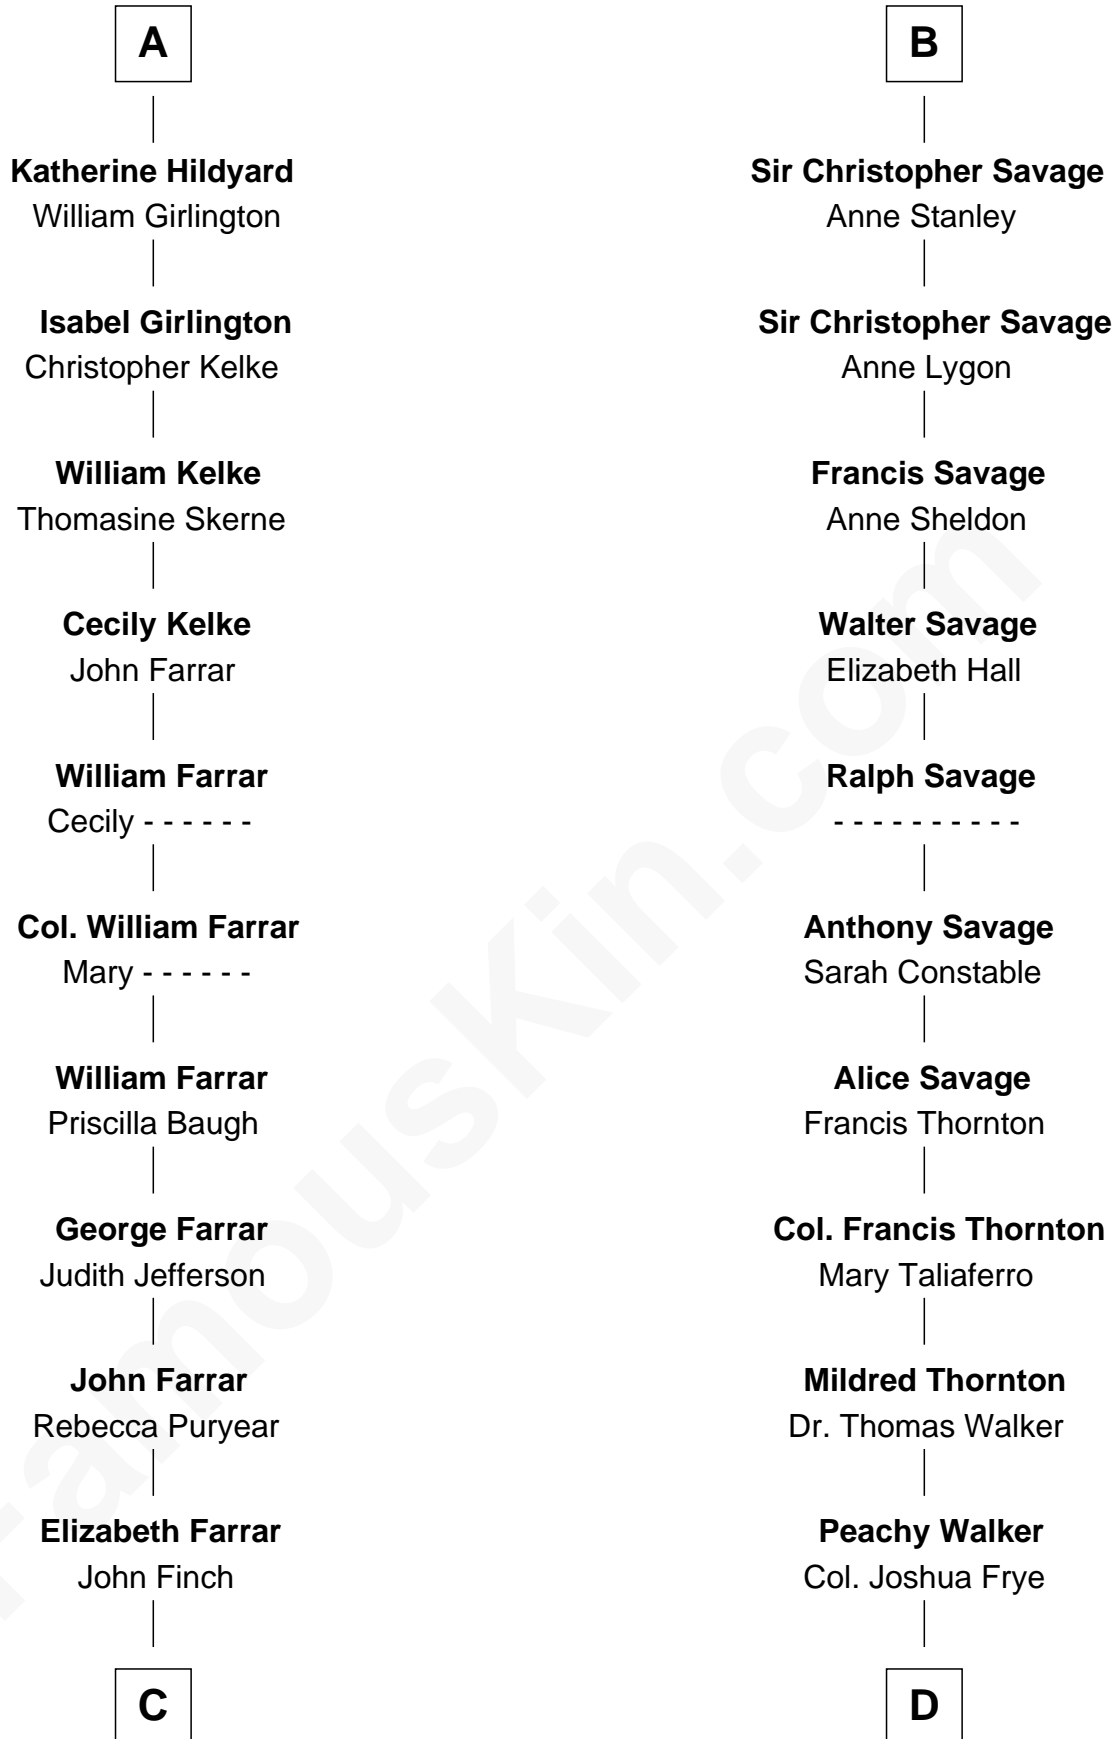 A
Katherine Hildyard
William Girlington
Isabel Girlington
Christopher Kelke
William Kelke
Thomasine Skerne
Cecily Kelke
John Farrar
William Farrar
Cecily - - - - - -
Col. William Farrar
Mary - - - - - -
William Farrar
Priscilla Baugh
George Farrar
Judith Jefferson
John Farrar
Rebecca Puryear
Elizabeth Farrar
John Finch
C
B
Sir Christopher Savage
Anne Stanley
Sir Christopher Savage
Anne Lygon
Francis Savage
Anne Sheldon
Walter Savage
Elizabeth Hall
Ralph Savage
- - - - - - - - - -
Anthony Savage
Sarah Constable
Alice Savage
Francis Thornton
Col. Francis Thornton
Mary Taliaferro
Mildred Thornton
Dr. Thomas Walker
Peachy Walker
Col. Joshua Frye
D
FamousKin.com